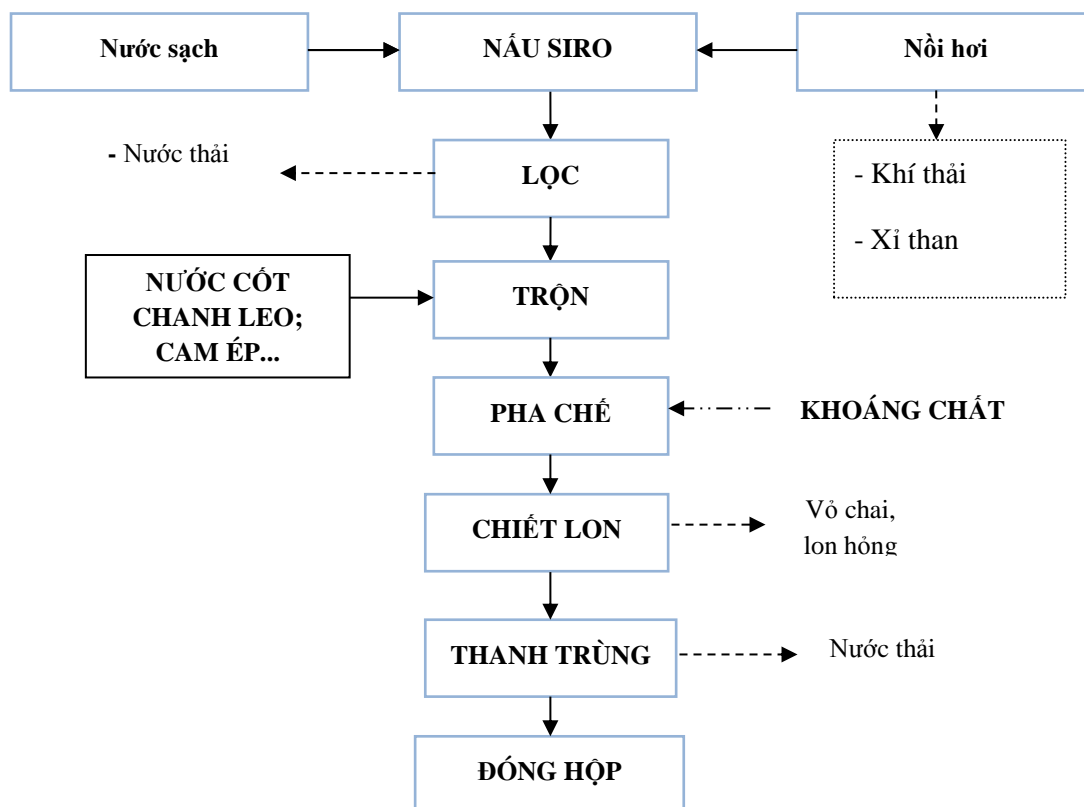 Nước sạch
NẤU SIRO
Nồi hơi
- Nước thải
LỌC
- Khí thải
- Xỉ than
NƯỚC CỐT
CHANH LEO;
CAM ÉP...
TRỘN
PHA CHẾ
KHOÁNG CHẤT
CHIẾT LON
Vỏ chai,
lon hỏng
THANH TRÙNG
Nước thải
ĐÓNG HỘP